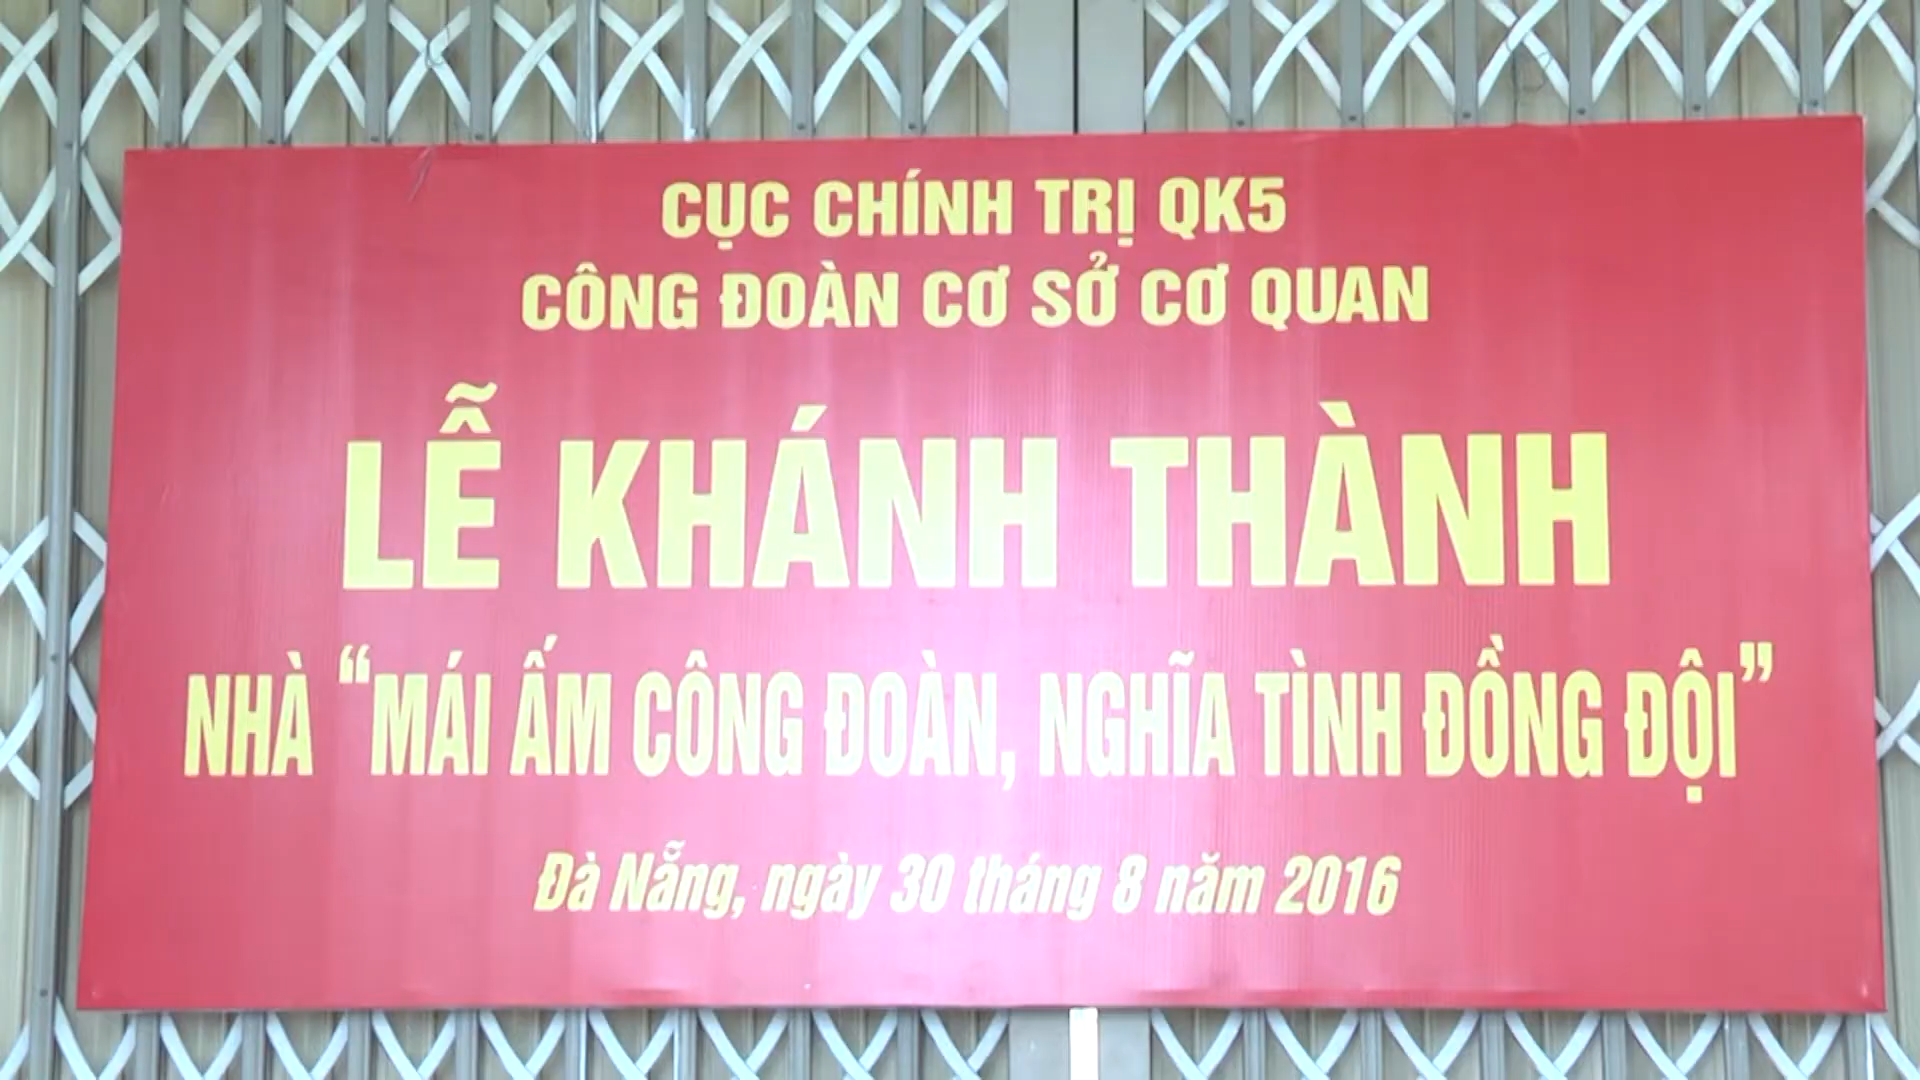 CỤC CHÍNH TRỊ QK5
CÔNG ĐOÀN CƠ SỞ CƠ QUAN
LỄ KHÁNH THÀNH
NHÀ “MÁI ẤM CÔNG ĐOÀN, NGHĨA TÌNH ĐỒNG ĐỘI”
Đà Nẵng, ngày 30 tháng 8 năm 2016